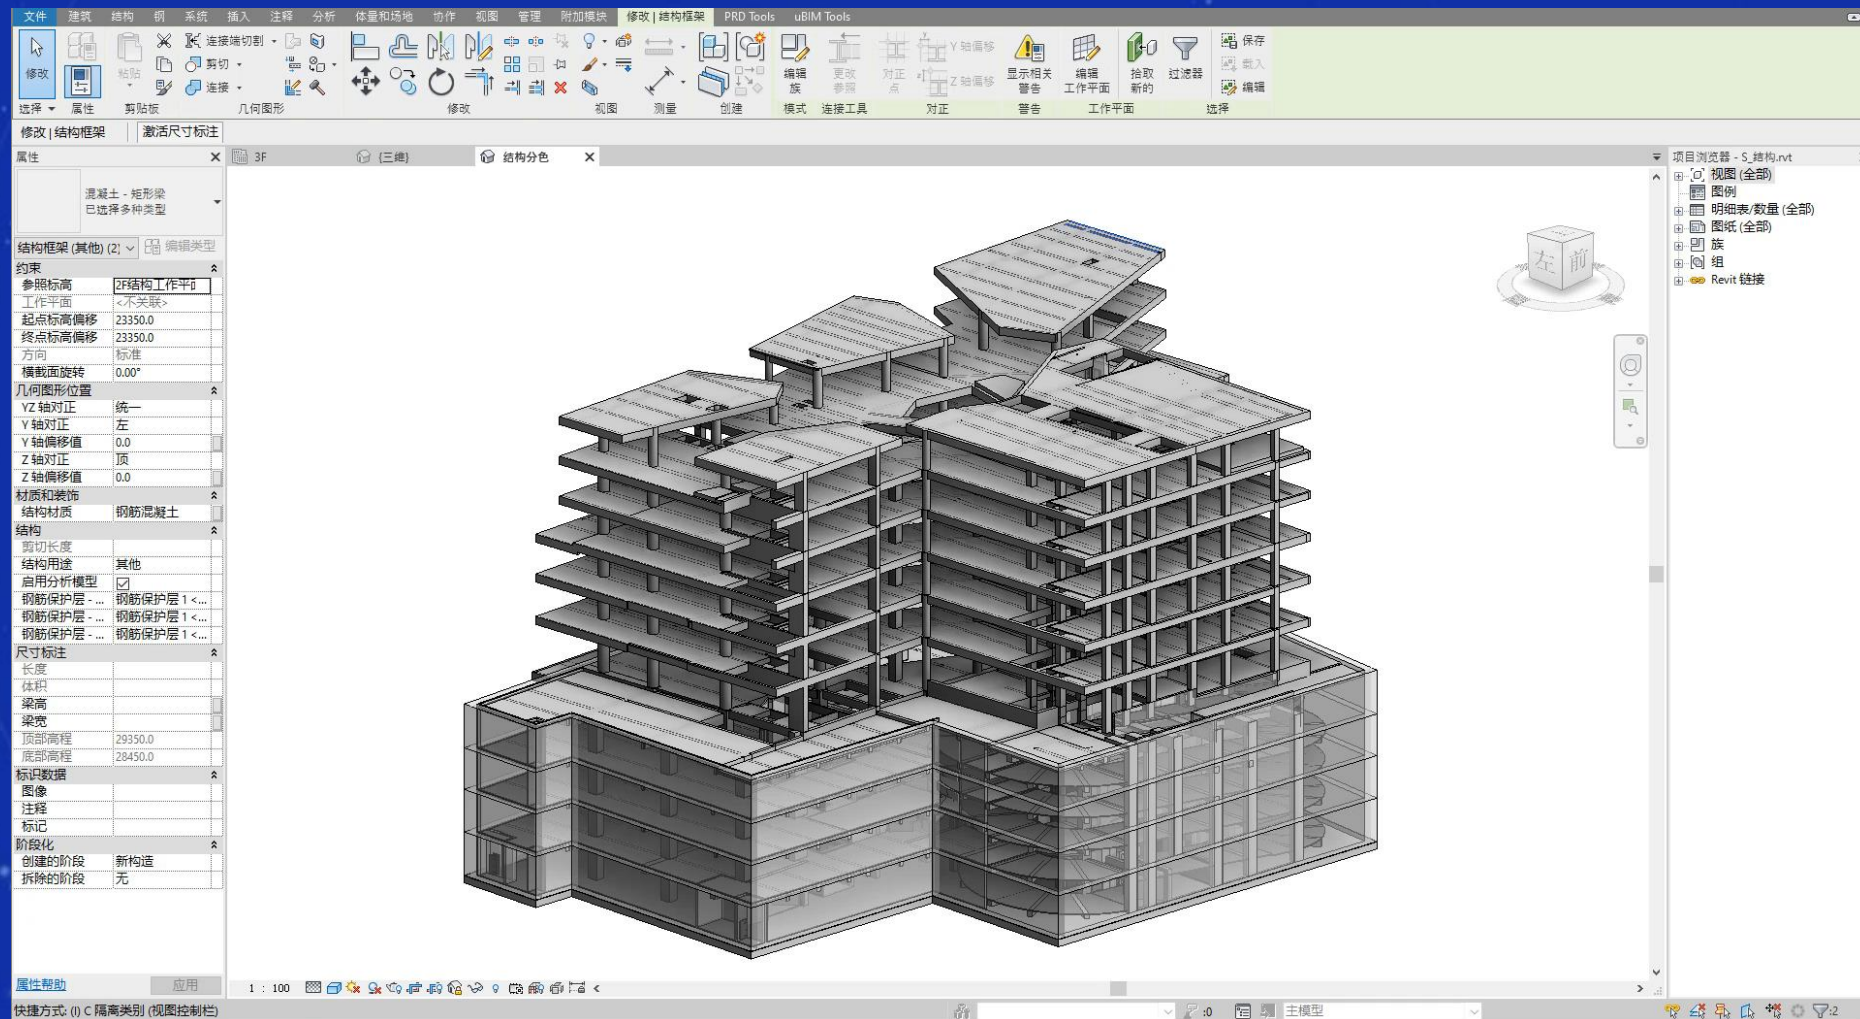 文件 建筑 结构 钢 系统 插入 注释 分析 体量和场地 协作 视图 管理 附加模块 修改 | 结构框架 PRD Tools uBIM Tools
修改
属性
粘贴
连接端切割
剪切
连接
编辑
族
更改
参照
对正
点
Y 轴偏移
Z 轴偏移
显示相关
警告
编辑
工作平面
拾取
新的
过滤器
保存
载入
编辑
选择 属性 剪贴板 几何图形 修改 视图 测量 创建 模式 连接工具 对正 警告 工作平面 选择
修改 | 结构框架 激活尺寸标注
属性
3F {三维} 结构分色
项目浏览器 - S_结构.rvt
混凝土 - 矩形梁
已选择多种类型
结构框架 (其他) (2) 编辑类型
约束
参照标高 2F结构工作平
工作平面 <不关联>
起点标高偏移 23350.0
终点标高偏移 23350.0
方向 标准
横截面旋转 0.00°
几何图形位置
YZ 轴对正 统一
Y 轴对正 左
Y 轴偏移值 0.0
Z 轴对正 顶
Z 轴偏移值 0.0
材质和装饰
结构材质 钢筋混凝土
结构
剪切长度
结构用途 其他
启用分析模型
钢筋保护层 - ... 钢筋保护层 1 <...
钢筋保护层 - ... 钢筋保护层 1 <...
钢筋保护层 - ... 钢筋保护层 1 <...
尺寸标注
长度
体积
梁高
梁宽
顶部高程 29350.0
底部高程 28450.0
标识数据
图像
注释
标记
阶段化
创建的阶段 新构造
拆除的阶段 无
属性帮助 应用
左 前
视图 (全部)
图例
明细表/数量 (全部)
图纸 (全部)
族
组
Revit 链接
1 : 100
快捷方式: (I) C 隔离类别 (视图控制栏)
:0
主模型
:2